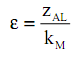 ε = z_AL / k_M